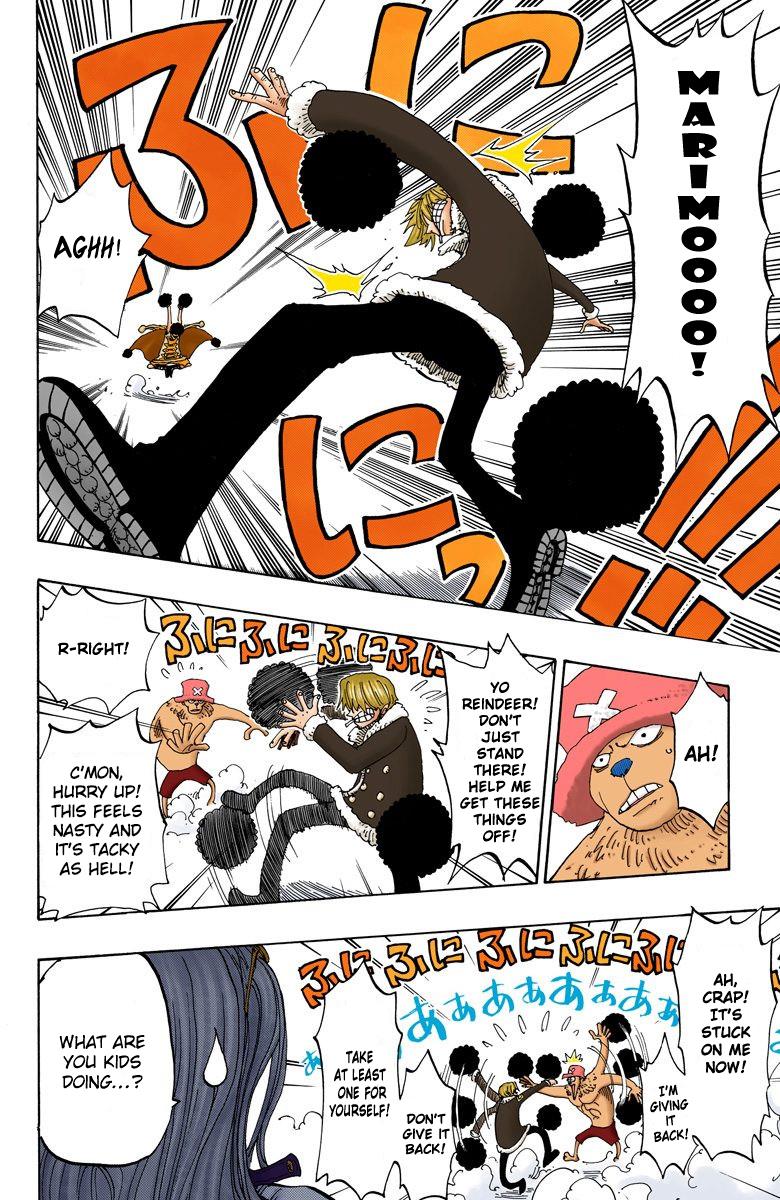 MARIMOOOO!
ふに
にっ!!!
AGHH!
AH!
YO
REINDEER!
DON'T
JUST
STAND
THERE! HELP ME
GET THESE
THINGS
OFF!
ふにふにふにふに
R-RIGHT!
C'MON,
HURRY UP!
THIS FEELS
NASTY AND
IT'S TACKY
AS HELL!
AH,
CRAP!
IT'S
STUCK
ON ME
NOW!
I'M
GIVING
IT
BACK!
ふにふにふにふにふに
ああああああああ
DON'T
GIVE IT
BACK!
TAKE
AT LEAST
ONE FOR
YOURSELF!
WHAT ARE
YOU KIDS
DOING...?